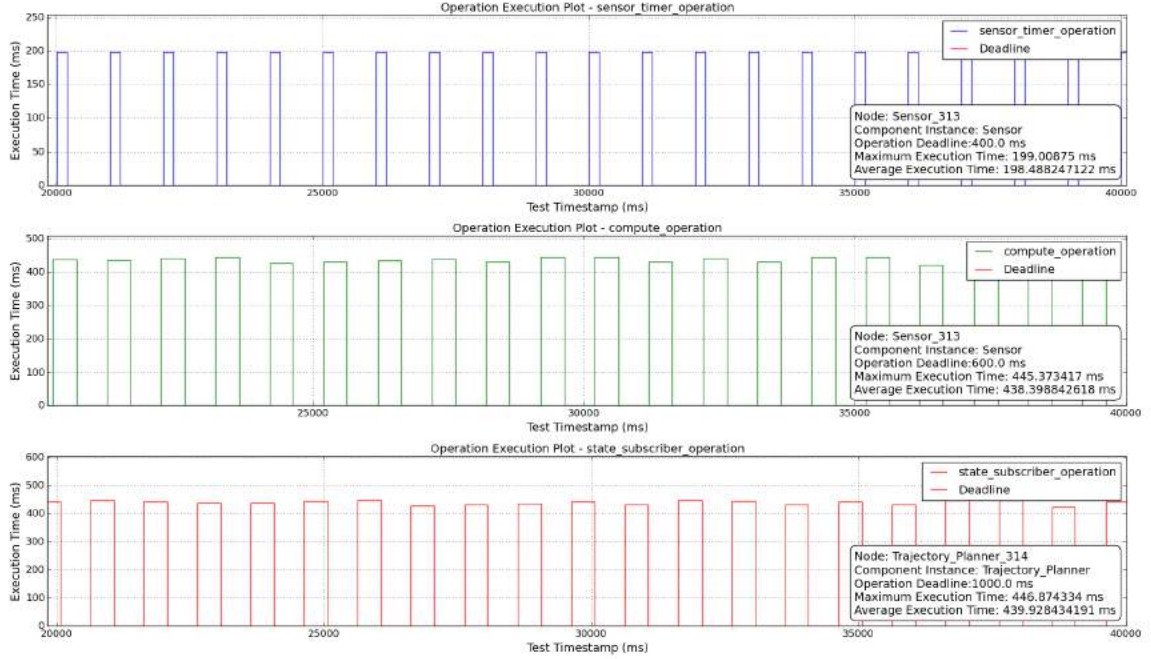 Operation Execution Plot - sensor_timer_operation
250
200
150
100
50
0
Execution Time (ms)
sensor_timer_operation
Deadline
Node: Sensor_313
Component Instance: Sensor
Operation Deadline:400.0 ms
Maximum Execution Time: 199.00875 ms
Average Execution Time: 198.488247122 ms
20000 25000 30000 35000 40000
Test Timestamp (ms)
Operation Execution Plot - compute_operation
500
400
300
200
100
0
Execution Time (ms)
compute_operation
Deadline
Node: Sensor_313
Component Instance: Sensor
Operation Deadline:600.0 ms
Maximum Execution Time: 445.373417 ms
Average Execution Time: 438.398842618 ms
25000 30000 35000 40000
Test Timestamp (ms)
Operation Execution Plot - state_subscriber_operation
600
500
400
300
200
100
0
Execution Time (ms)
state_subscriber_operation
Deadline
Node: Trajectory_Planner_314
Component Instance: Trajectory_Planner
Operation Deadline:1000.0 ms
Maximum Execution Time: 446.874334 ms
Average Execution Time: 439.928434191 ms
20000 25000 30000 35000 40000
Test Timestamp (ms)